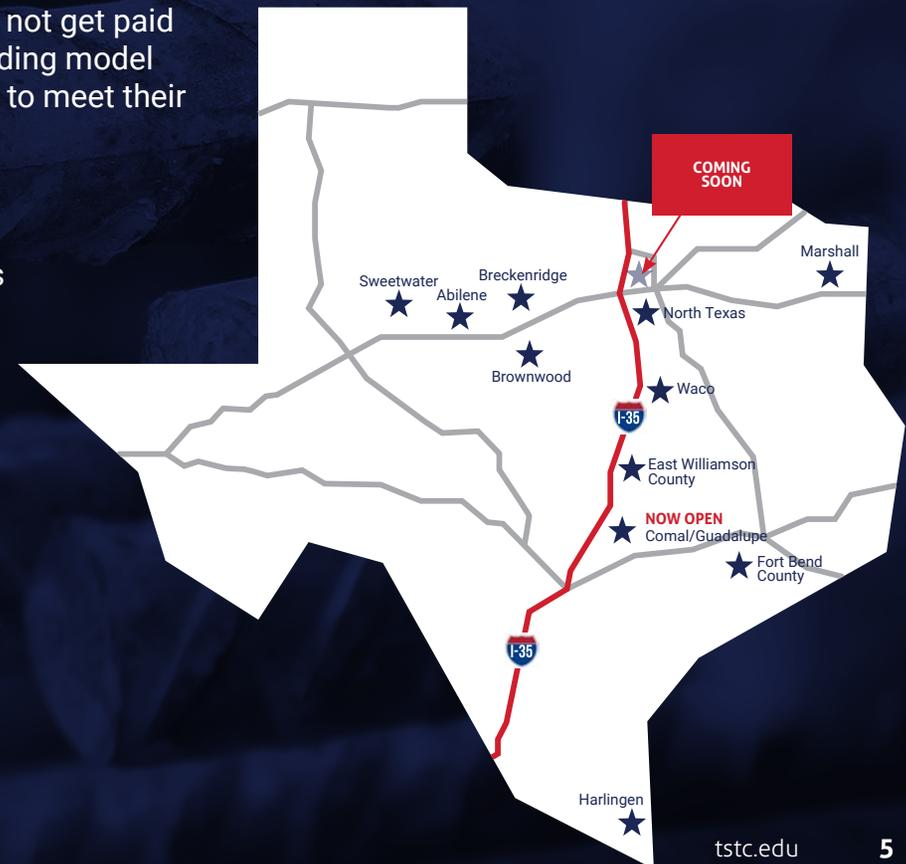 not get paid
ding model
to meet their
s
COMING
SOON
Marshall
Sweetwater
Abilene
Breckenridge
North Texas
Brownwood
Waco
I-35
East Williamson
County
NOW OPEN
Comal/Guadalupe
Fort Bend
County
I-35
Harlingen
tstc.edu 5